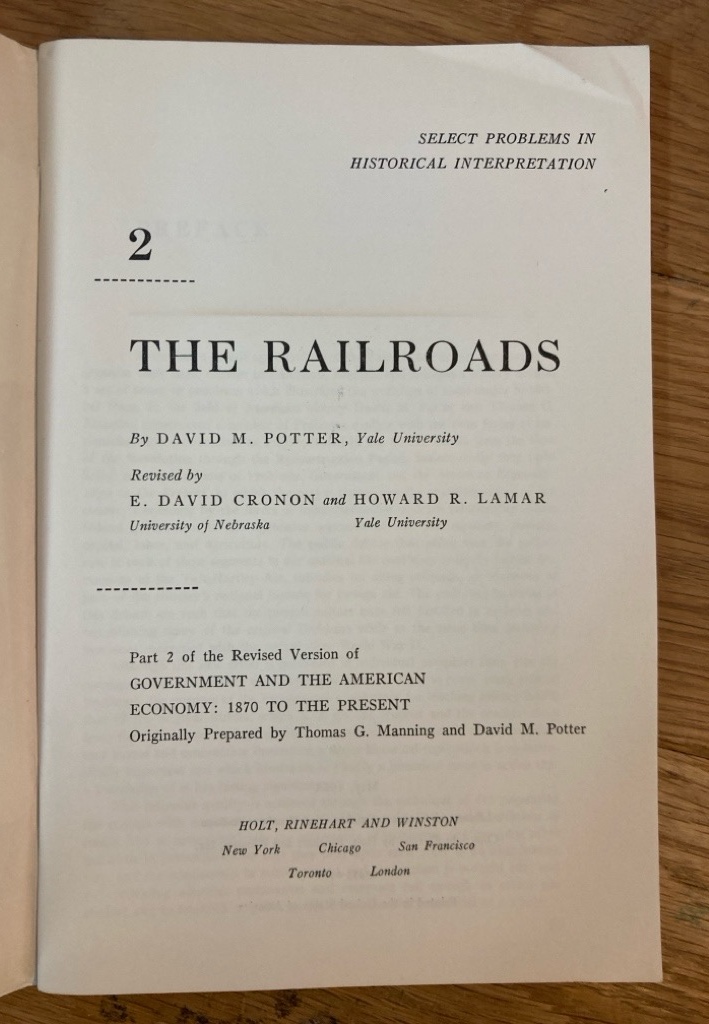 SELECT PROBLEMS IN
HISTORICAL INTERPRETATION
2
THE RAILROADS
By DAVID M. POTTER, Yale University
Revised by
E. DAVID CRONON and HOWARD R. LAMAR
University of Nebraska Yale University
Part 2 of the Revised Version of
GOVERNMENT AND THE AMERICAN
ECONOMY: 1870 TO THE PRESENT
Originally Prepared by Thomas G. Manning and David M. Potter
HOLT, RINEHART AND WINSTON
New York Chicago San Francisco
Toronto London